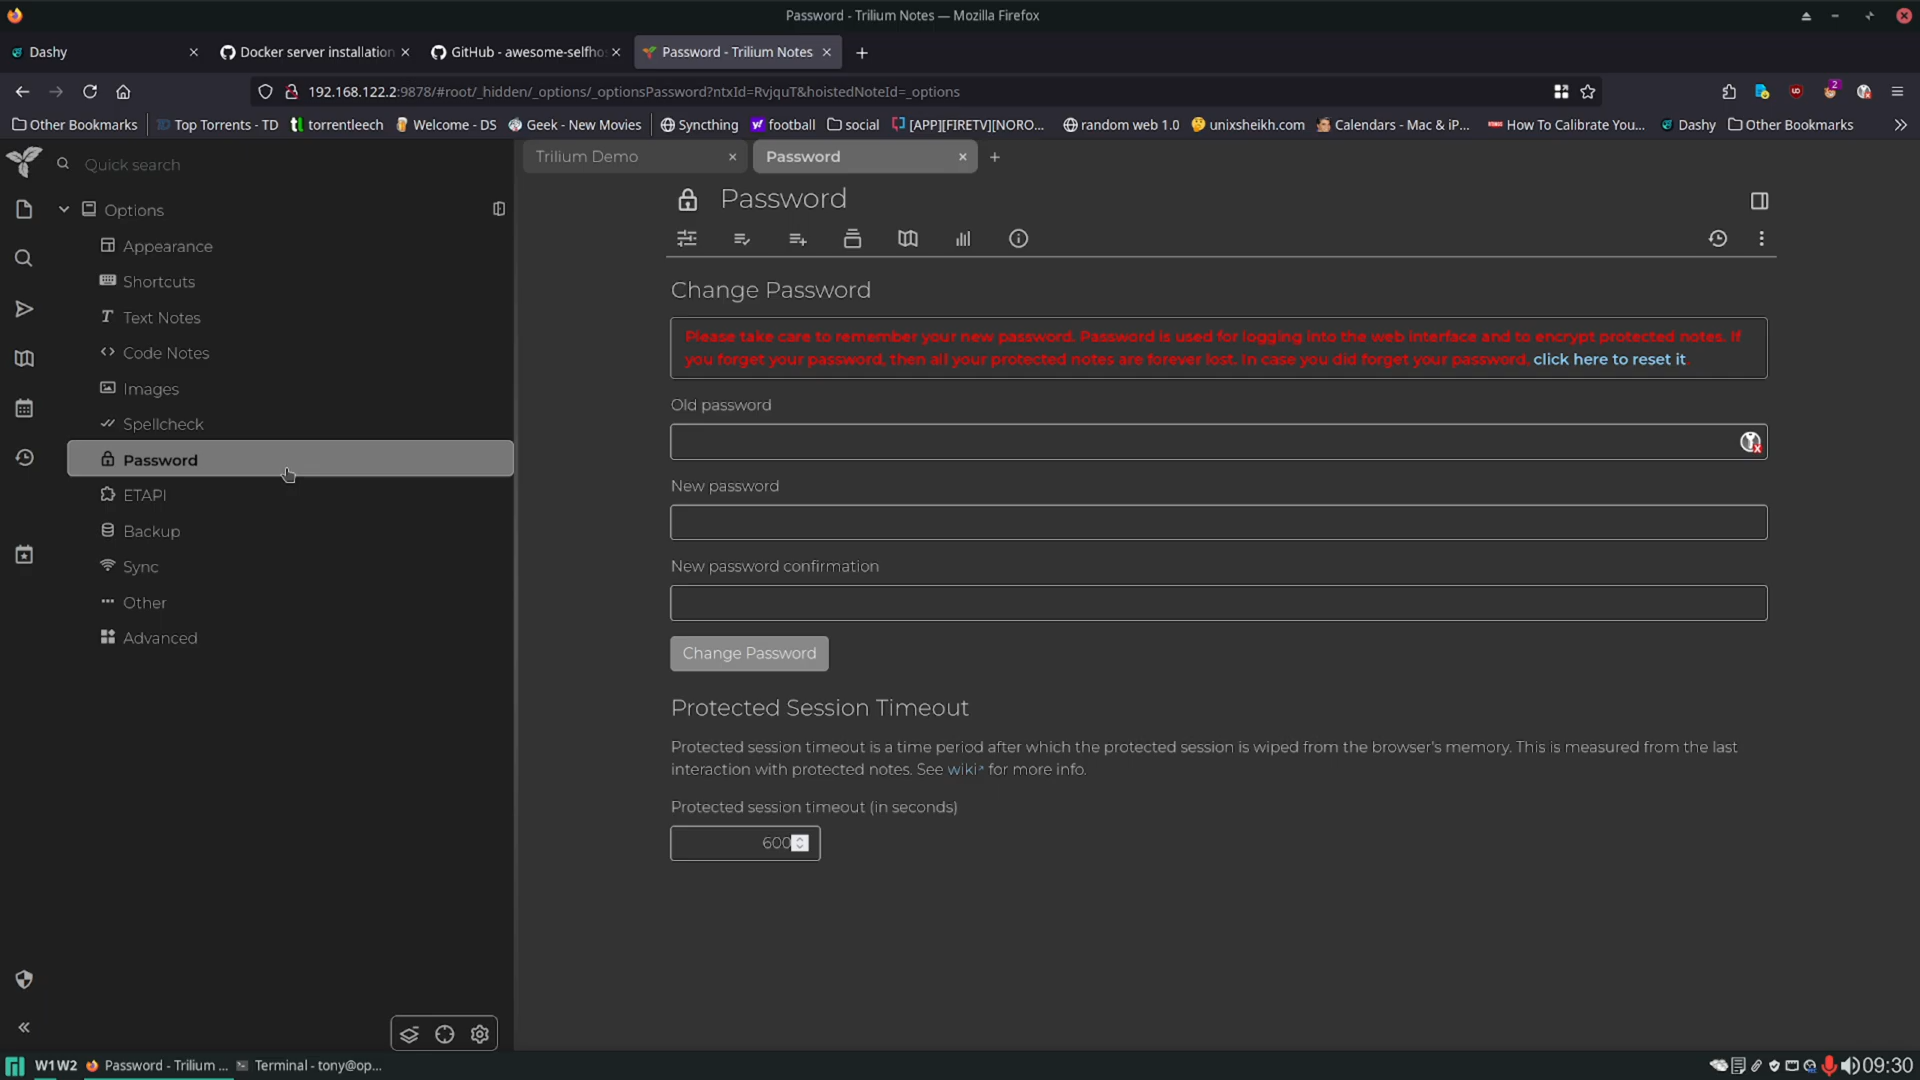 Password - Trilium Notes — Mozilla Firefox
Dashy
Docker server installation
GitHub - awesome-selfho
Password - Trilium Notes
192.168.122.2:9878/#root/_hidden/_options/_optionsPassword?ntxId=RvjquT&hoistedNoteId=_options
2
Other Bookmarks
Top Torrents - TD
torrentleech
Welcome - DS
Geek - New Movies
Syncthing
football
social
[APP][FIRETV][NORO...
random web 1.0
unixsheikh.com
Calendars - Mac & iP...
How To Calibrate You...
Dashy
Other Bookmarks
Quick search
Trilium Demo
Password
Options
Appearance
Shortcuts
Text Notes
Code Notes
Images
Spellcheck
Password
ETAPI
Backup
Sync
Other
Advanced
Password
Change Password
Please take care to remember your new password. Password is used for logging into the web interface and to encrypt protected notes. If
you forget your password, then all your protected notes are forever lost. In case you did forget your password, click here to reset it.
Old password
New password
New password confirmation
Change Password
Protected Session Timeout
Protected session timeout is a time period after which the protected session is wiped from the browser's memory. This is measured from the last
interaction with protected notes. See wiki for more info.
Protected session timeout (in seconds)
600
W1W2
Password - Trilium ...
Terminal - tony@op...
09:30